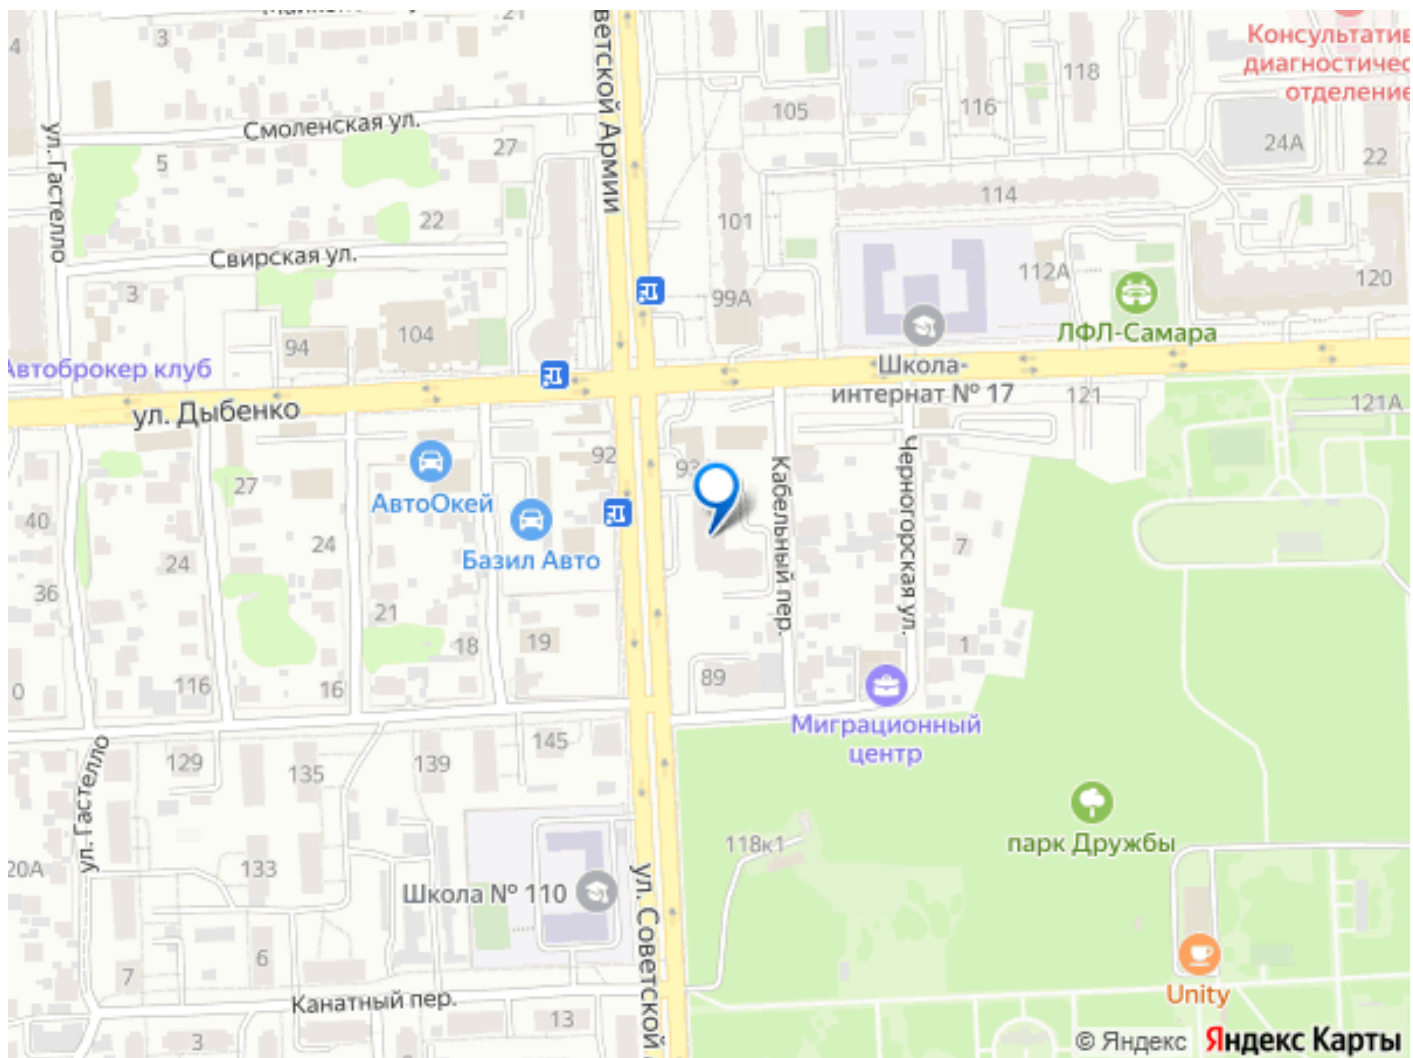 121
21
3
4
ветской Армии
Консультатив
диагностичес
отделение
118
105
116
Смоленская ул.
27
24А
22
ул. Гастелло
5
114
22
101
Свирская ул.
3
99А
112А
120
104
94
ЛФЛ-Самара
Автоброкер клуб
Школа-
интернат № 17
121
121А
ул. Дыбенко
92
93
27
АвтоОкей
Кабельный пер.
Черногорская ул.
40
24
24
Базил Авто
7
36
21
18
19
1
116
16
89
0
Миграционный
центр
145
129
135
139
ул. Гастелло
118к1
парк Дружбы
20А
133
Школа № 110
ул. Советской
6
7
Unity
Канатный пер.
13
3
© Яндекс Яндекс Карты